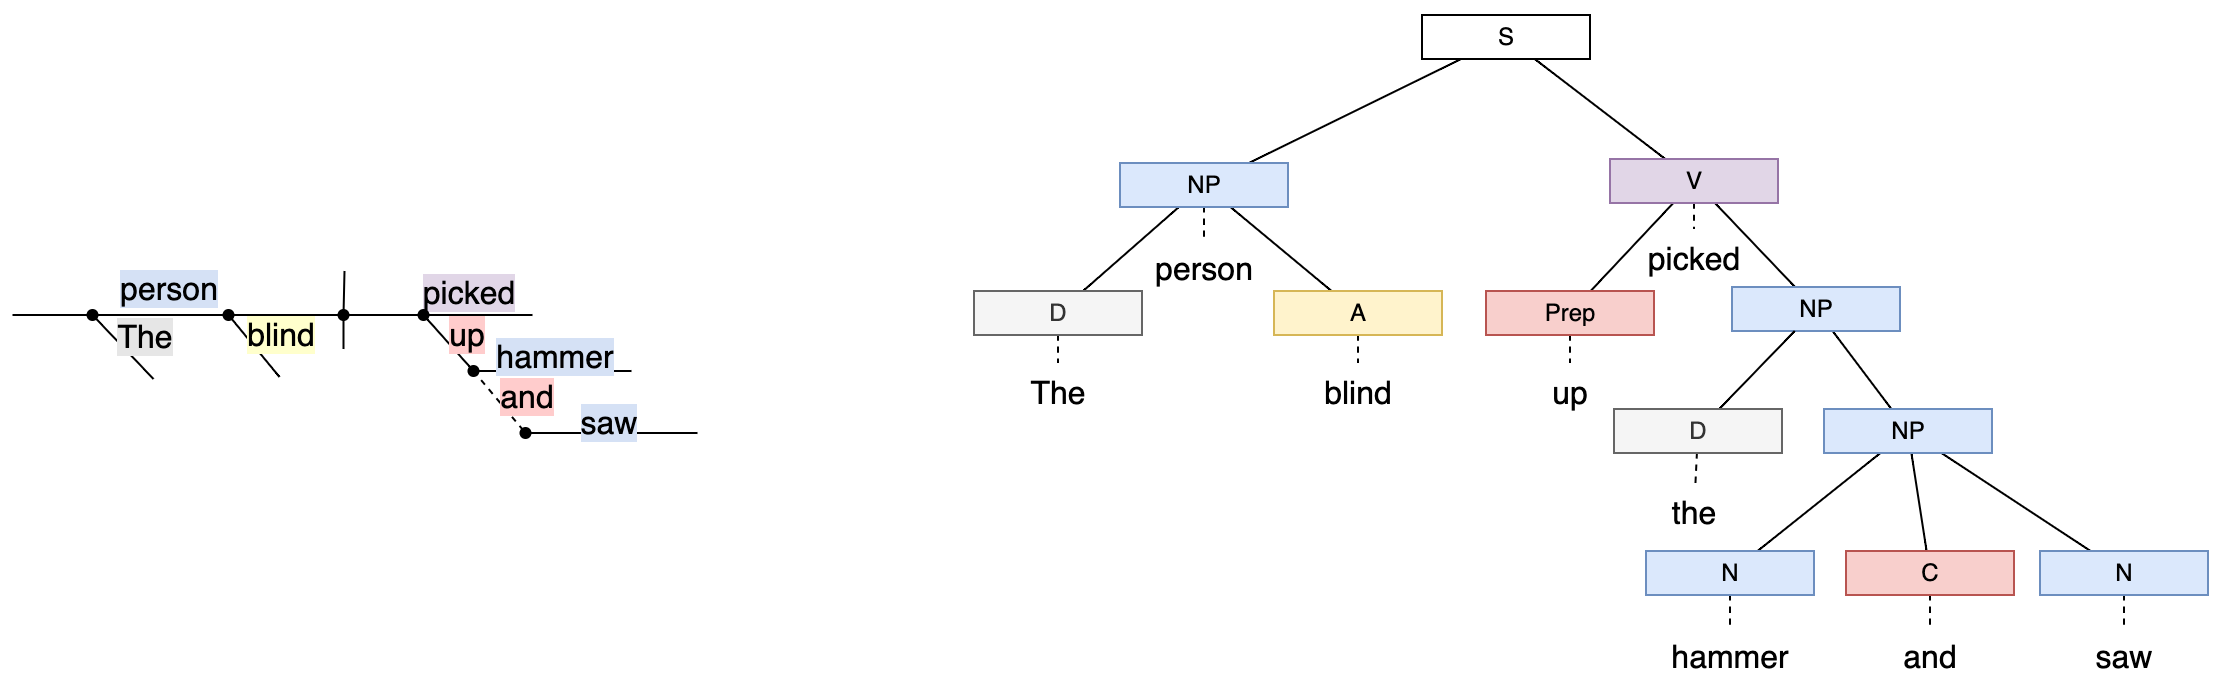 person
The
blind
picked
up
hammer
and
saw
S
NP
V
person
picked
D
A
Prep
NP
The
blind
up
D
NP
the
N
C
N
hammer
and
saw